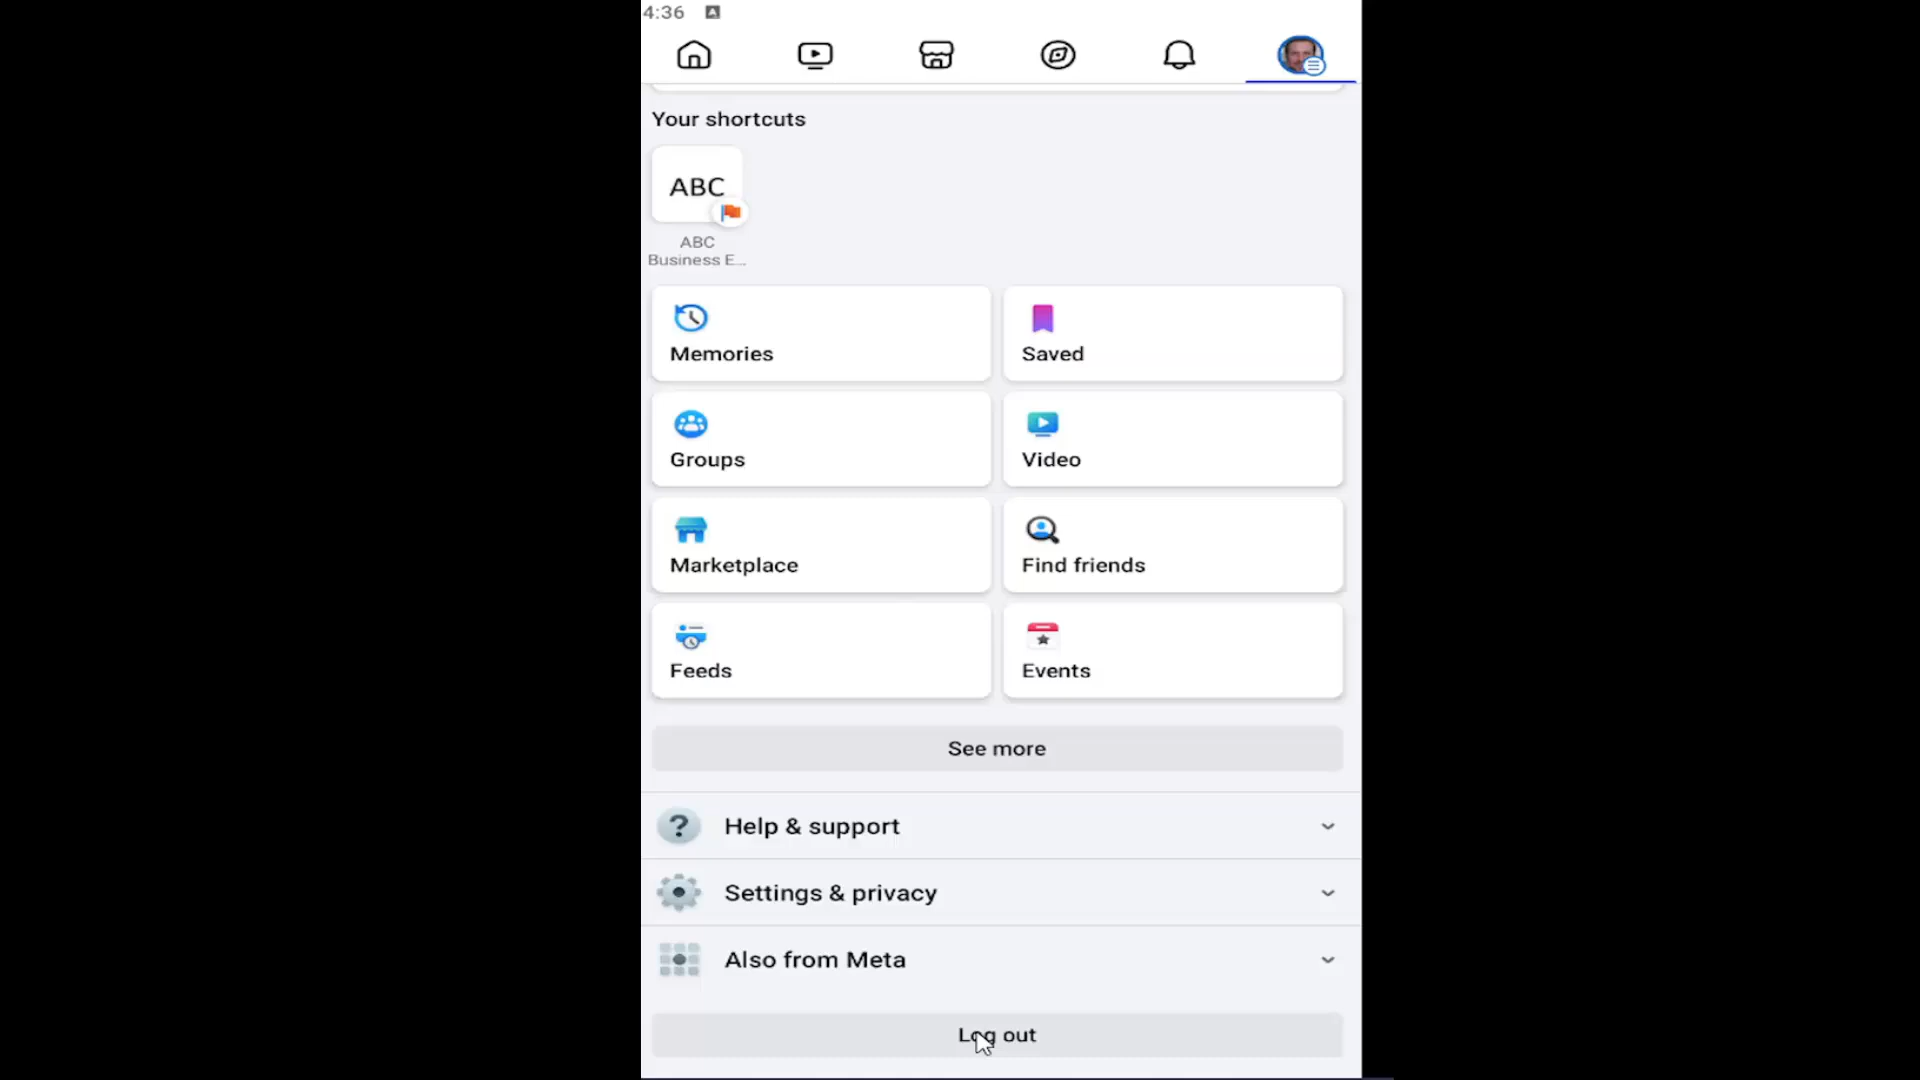 4:36
Your shortcuts
ABC
ABC
Business E...
Memories
Saved
Groups
Video
Marketplace
Find friends
Feeds
Events
See more
Help & support
Settings & privacy
Also from Meta
Log out